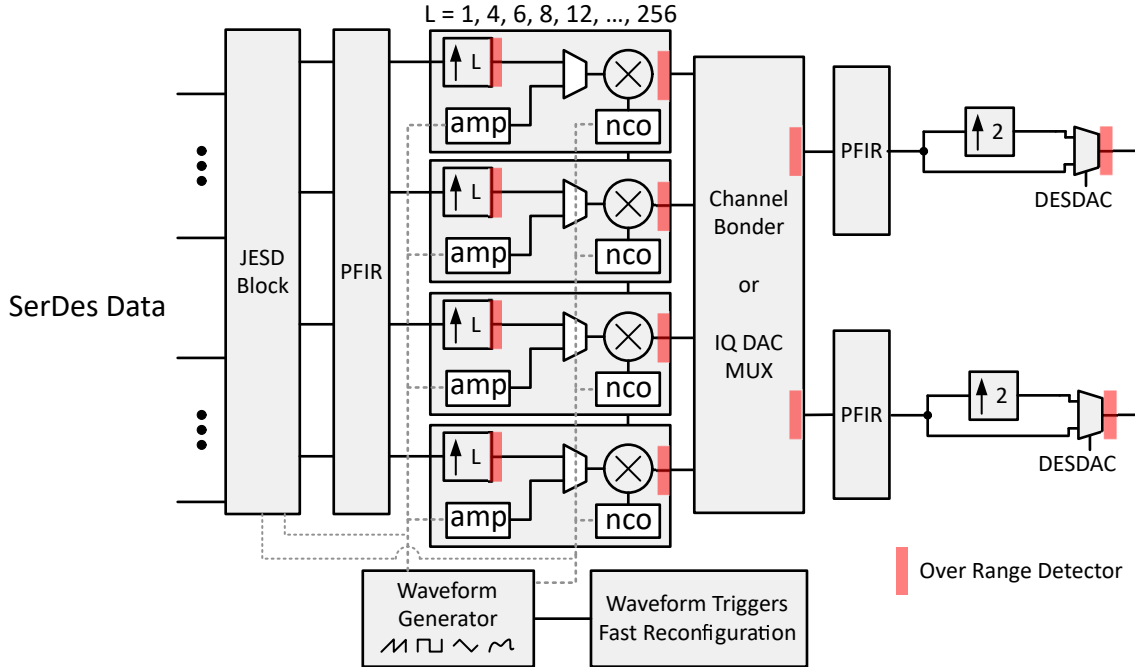 L = 1, 4, 6, 8, 12, ..., 256
SerDes Data
JESD
Block
PFIR
L
amp
nco
L
amp
nco
L
amp
nco
L
amp
nco
Channel
Bonder
or
IQ DAC
MUX
PFIR
2
DESDAC
PFIR
2
DESDAC
Over Range Detector
Waveform
Generator
Waveform Triggers
Fast Reconfiguration